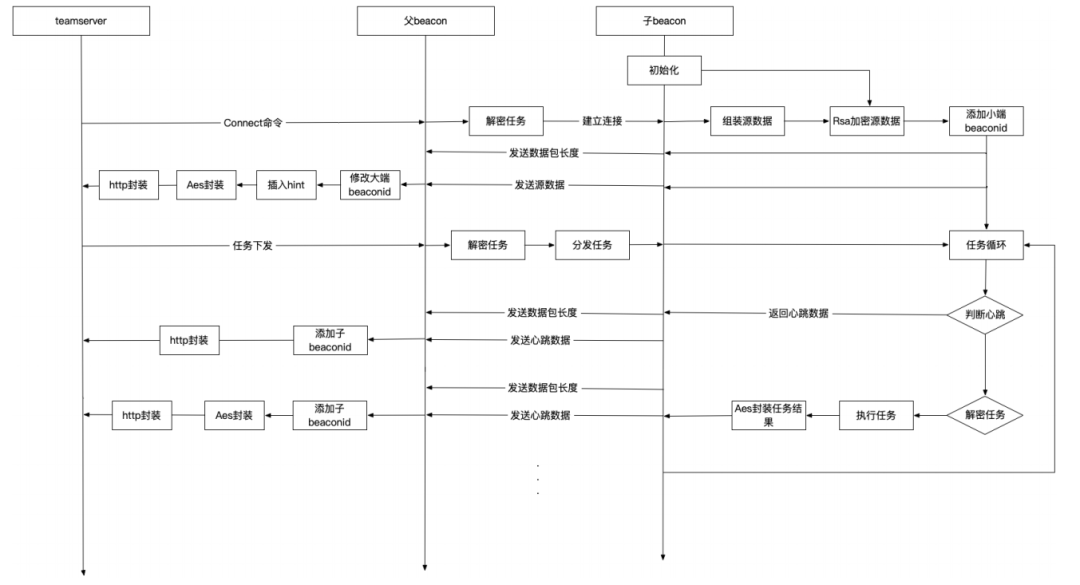 teamserver
父beacon
子beacon
初始化
Connect命令
解密任务
建立连接
组装源数据
Rsa加密源数据
添加小端
beaconid
发送数据包长度
http封装
Aes封装
插入hint
修改大端
beaconid
发送源数据
任务下发
解密任务
分发任务
任务循环
发送数据包长度
返回心跳数据
判断心跳
http封装
添加子
beaconid
发送心跳数据
发送数据包长度
http封装
Aes封装
添加子
beaconid
发送心跳数据
Aes封装任务结
果
执行任务
解密任务